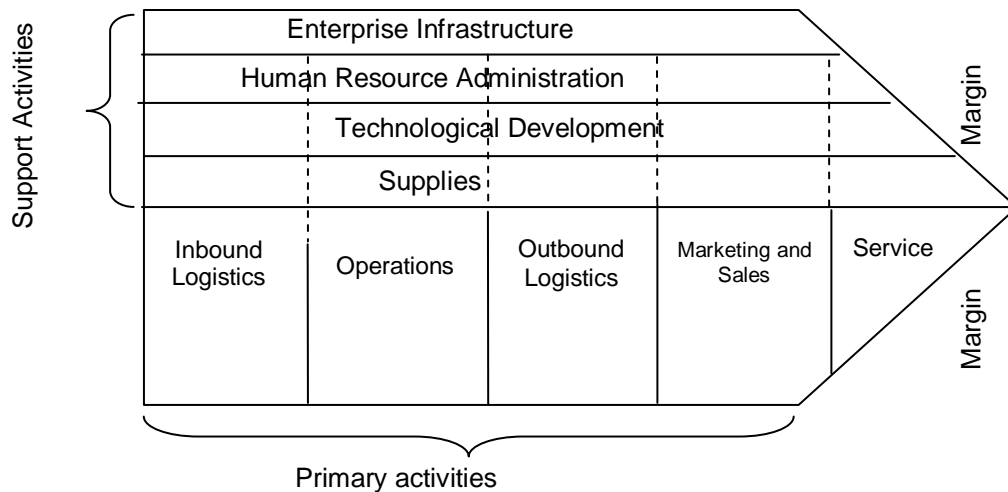 Support Activities
Enterprise Infrastructure
Human Resource Administration
Technological Development
Supplies
Margin
Inbound
Logistics
Operations
Outbound
Logistics
Marketing and
Sales
Service
Margin
Primary activities